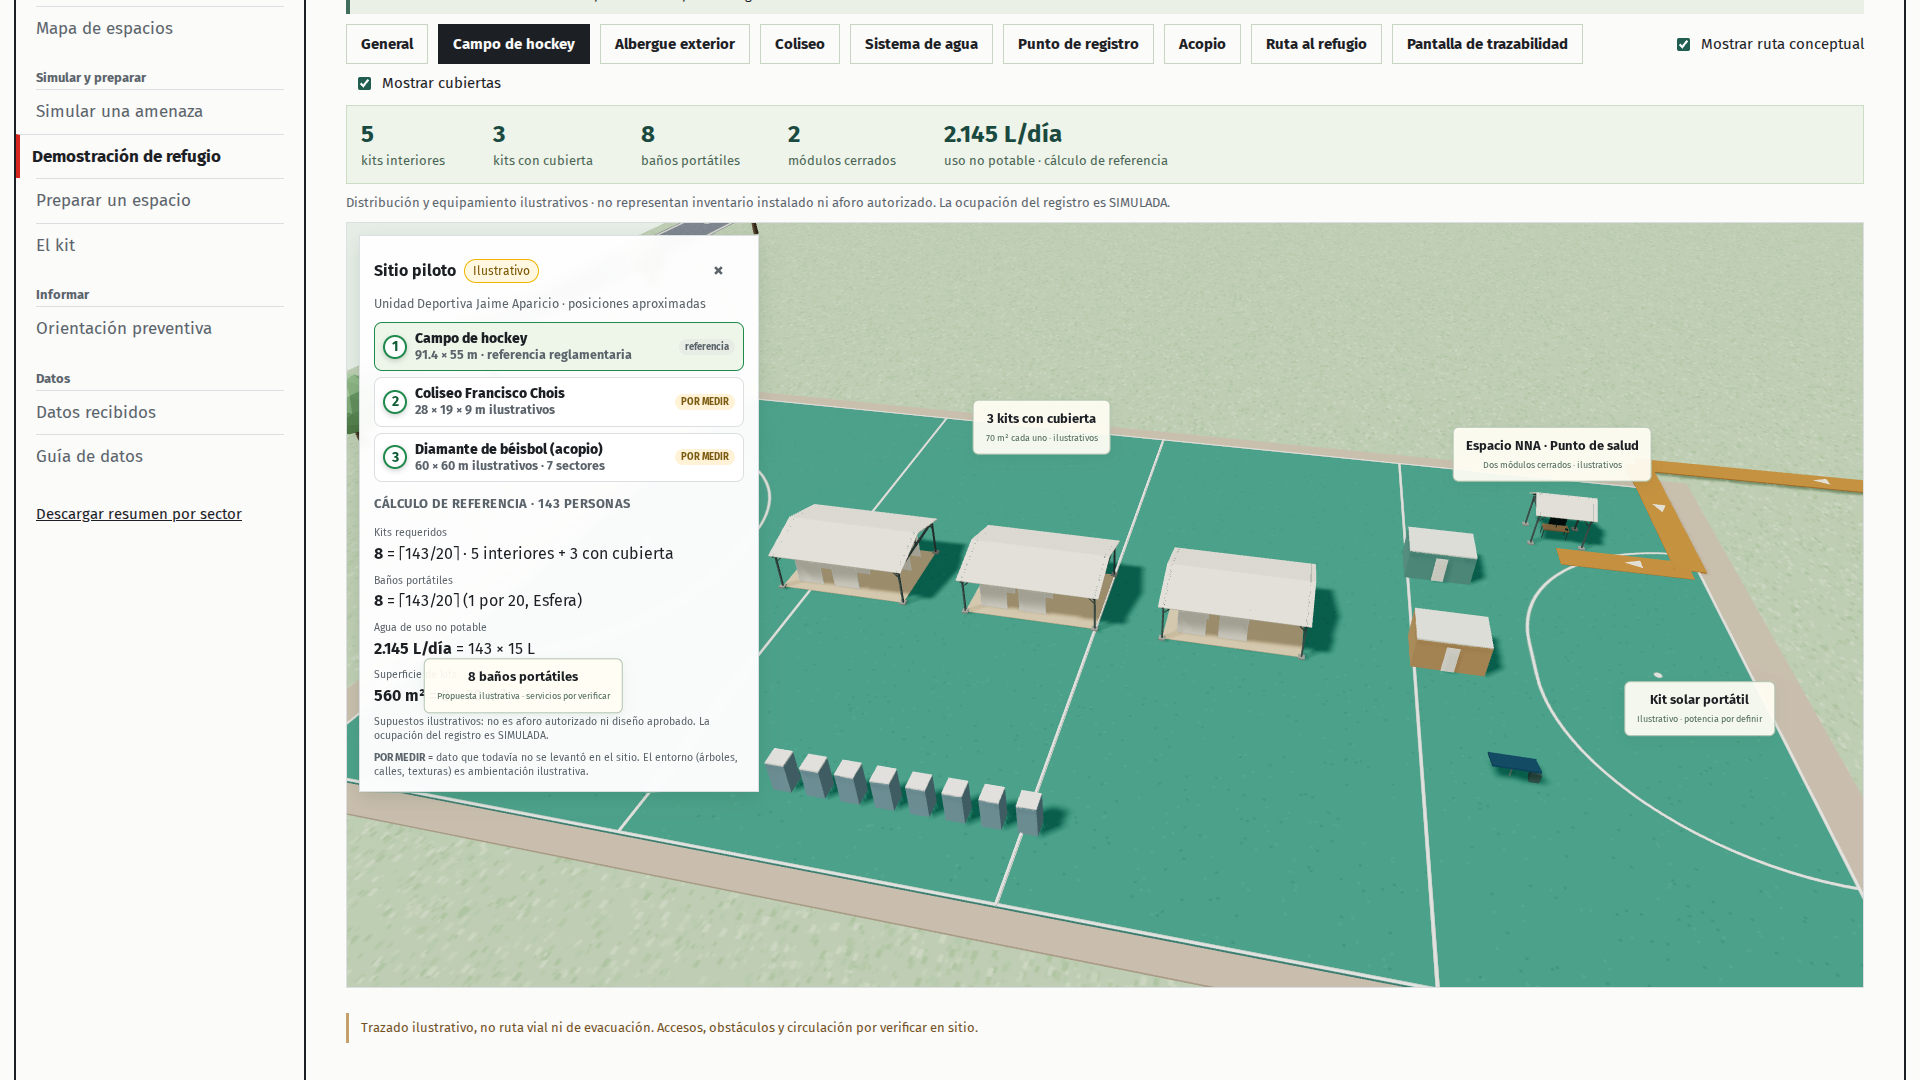 Mapa de espacios
Simular y preparar
Simular una amenaza
Demostración de refugio
Preparar un espacio
El kit
Informar
Orientación preventiva
Datos
Datos recibidos
Guía de datos
Descargar resumen por sector
General
Campo de hockey
Albergue exterior
Coliseo
Sistema de agua
Punto de registro
Acopio
Ruta al refugio
Pantalla de trazabilidad
Mostrar ruta conceptual
Mostrar cubiertas
5
kits interiores
3
kits con cubierta
8
baños portátiles
2
módulos cerrados
2.145 L/día
uso no potable · cálculo de referencia
Distribución y equipamiento ilustrativos · no representan inventario instalado ni aforo autorizado. La ocupación del registro es SIMULADA.
Sitio piloto Ilustrativo ×
Unidad Deportiva Jaime Aparicio · posiciones aproximadas
1 Campo de hockey
91.4 × 55 m · referencia reglamentaria
referencia
2 Coliseo Francisco Chois
28 × 19 × 9 m ilustrativos
POR MEDIR
3 Diamante de béisbol (acopio)
60 × 60 m ilustrativos · 7 sectores
POR MEDIR
CÁLCULO DE REFERENCIA · 143 PERSONAS
Kits requeridos
8 = ⌈143/20⌉ · 5 interiores + 3 con cubierta
Baños portátiles
8 = ⌈143/20⌉ (1 por 20, Esfera)
Agua de uso no potable
2.145 L/día = 143 × 15 L
Superficie
560 m²
8 baños portátiles
Propuesta ilustrativa · servicios por verificar
Supuestos ilustrativos: no es aforo autorizado ni diseño aprobado. La
ocupación del registro es SIMULADA.
POR MEDIR = dato que todavía no se levantó en el sitio. El entorno (árboles,
calles, texturas) es ambientación ilustrativa.
3 kits con cubierta
70 m² cada uno · ilustrativos
Espacio NNA · Punto de salud
Dos módulos cerrados · ilustrativos
Kit solar portátil
Ilustrativo · potencia por definir
Trazado ilustrativo, no ruta vial ni de evacuación. Accesos, obstáculos y circulación por verificar en sitio.